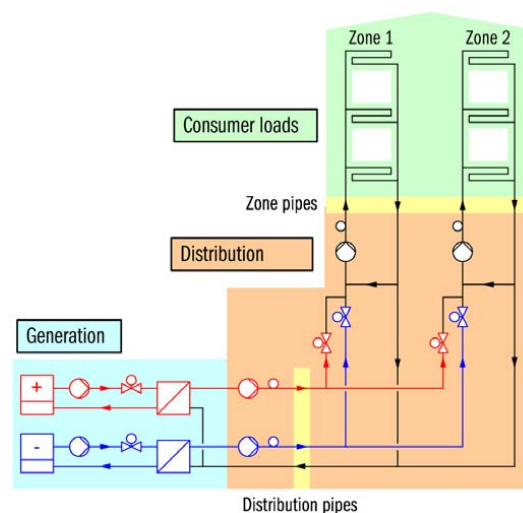 Zone 1
Zone 2
Consumer loads
Zone pipes
Distribution
Generation
+
-
Distribution pipes